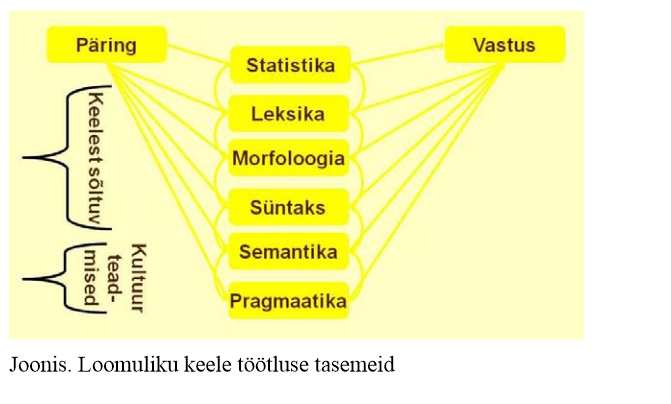 Päring
Vastus
Statistika
Leksika
Morfoloogia
Süntaks
Semantika
Pragmaatika
Keelest sõltuv
Kultuur
tead-
mised
Joonis. Loomuliku keele töötluse tasemeid